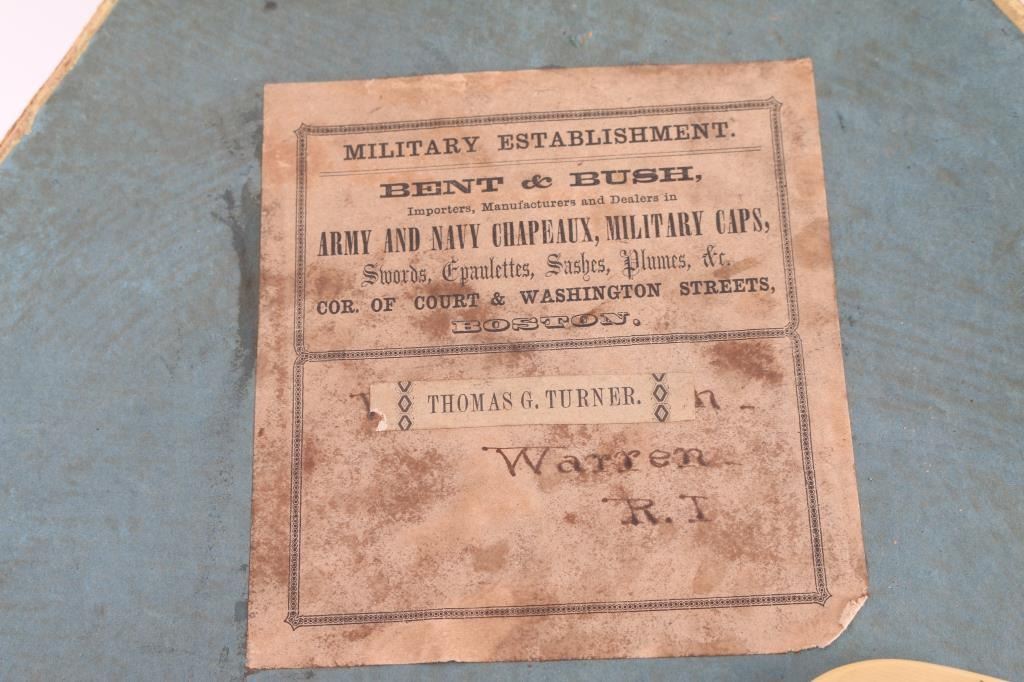 MILITARY ESTABLISHMENT.
BENT & BUSH,
Importers, Manufacturers and Dealers in
ARMY AND NAVY CHAPEAUX, MILITARY CAPS,
Swords, Epaulettes, Sashes, Plumes, &c.
COR. OF COURT & WASHINGTON STREETS,
BOSTON.
THOMAS G. TURNER.
Warren
R.I